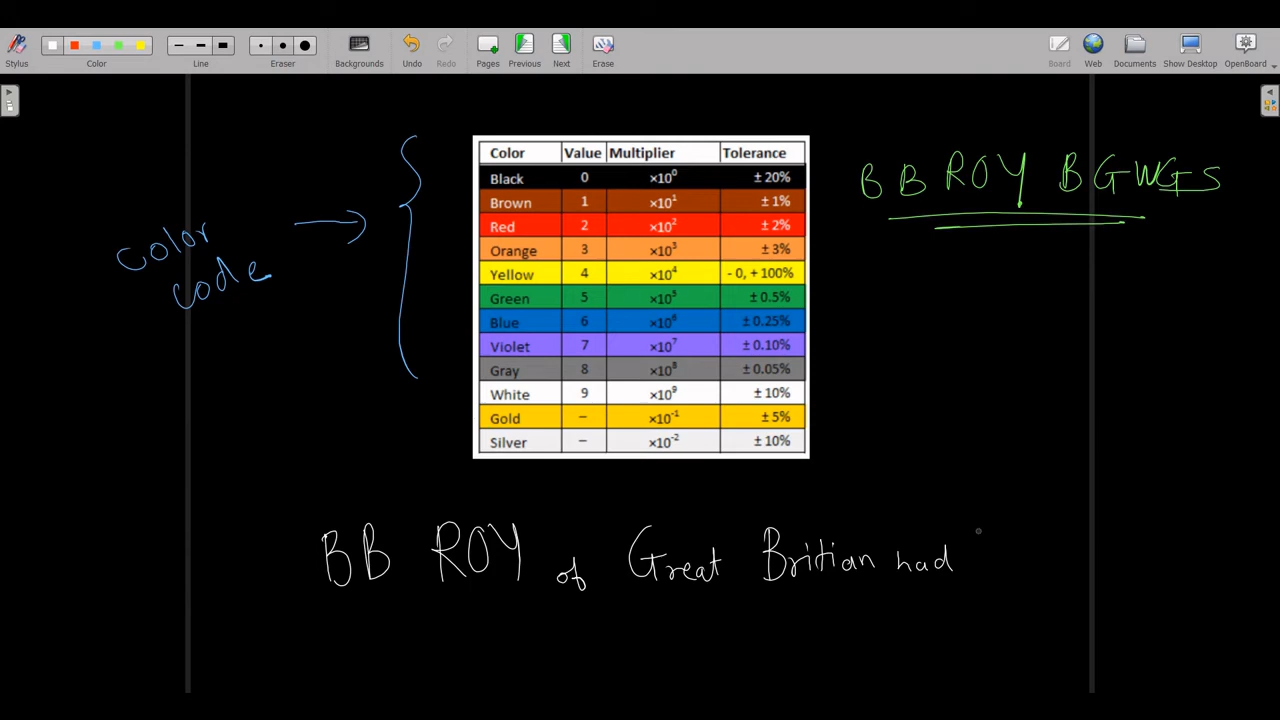 Stylus Color Line Eraser Backgrounds Undo Redo Pages Previous Next Erase Board Web Documents Show Desktop OpenBoard
Color Value Multiplier Tolerance
Black 0 ×10⁰ ± 20%
Brown 1 ×10¹ ± 1%
Red 2 ×10² ± 2%
Orange 3 ×10³ ± 3%
Yellow 4 ×10⁴ - 0, + 100%
Green 5 ×10⁵ ± 0.5%
Blue 6 ×10⁶ ± 0.25%
Violet 7 ×10⁷ ± 0.10%
Gray 8 ×10⁸ ± 0.05%
White 9 ×10⁹ ± 10%
Gold – ×10⁻¹ ± 5%
Silver – ×10⁻² ± 10%
B B ROY B G W G S
color
code
BB ROY of Great Britian had